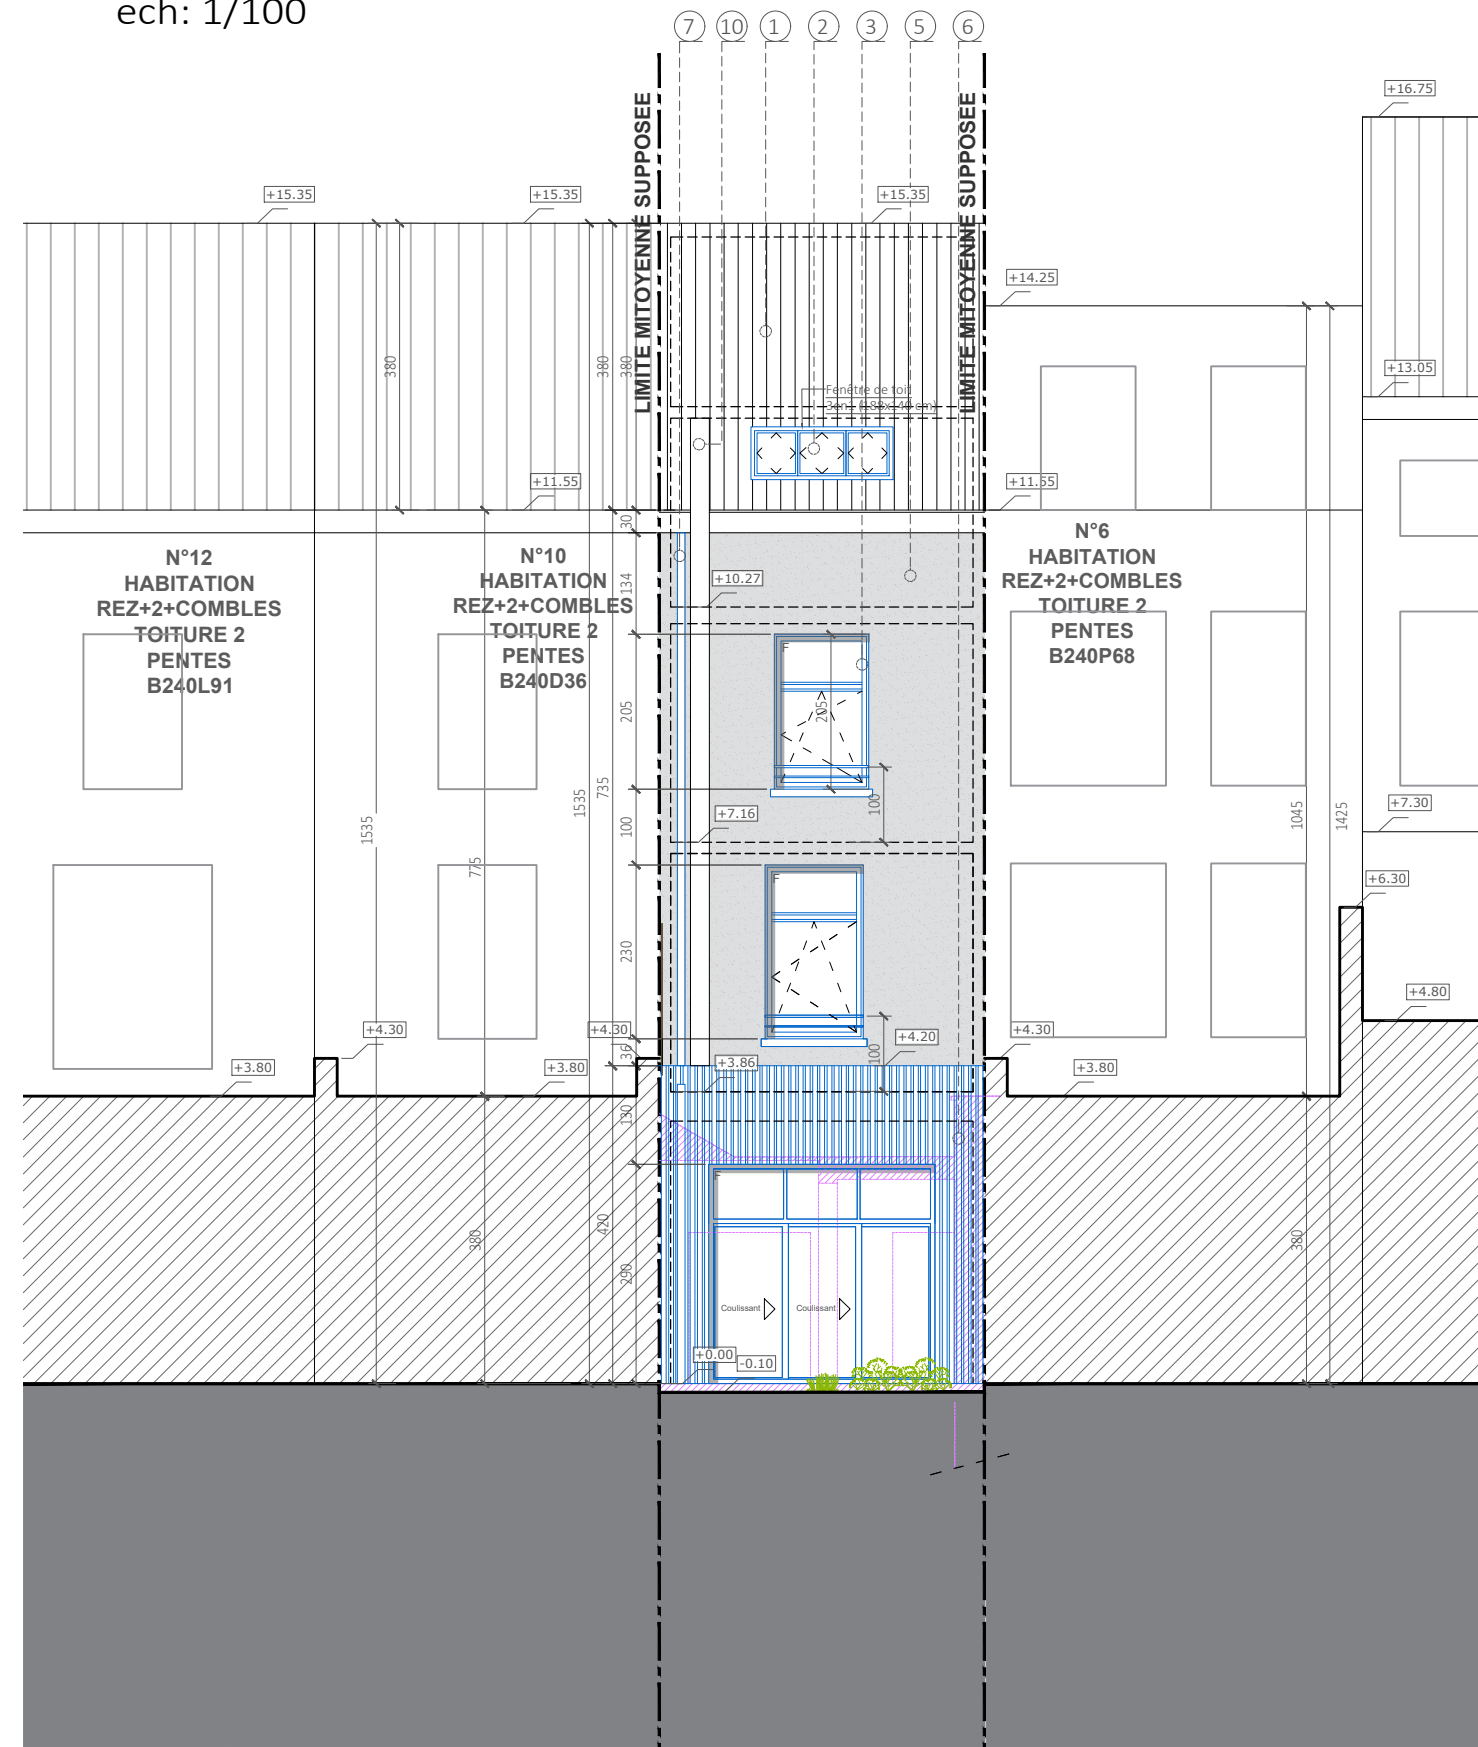 ech: 1/100
7 10 1 2 3 5 6
LIMITE MITOYENNE SUPPOSEE
LIMITE MITOYENNE SUPPOSEE
+16.75
+15.35
+15.35
+15.35
+14.25
+13.05
380
380
380
Fenêtre de toit
3en1 (188x140 cm)
+11.55
+11.55
30
N°12
HABITATION
REZ+2+COMBLES
TOITURE 2
PENTES
B240L91
N°10
HABITATION
REZ+2+COMBLES
TOITURE 2
PENTES
B240D36
N°6
HABITATION
REZ+2+COMBLES
TOITURE 2
PENTES
B240P68
134
+10.27
F
205
205
735
1535
1535
100
100
+7.16
775
1045
1425
+7.30
F
+6.30
230
+4.80
+4.30
+4.30
+4.20
+4.30
100
36
+3.80
+3.80
+3.86
+3.80
130
F
380
420
290
380
Coulissant
Coulissant
+0.00
-0.10